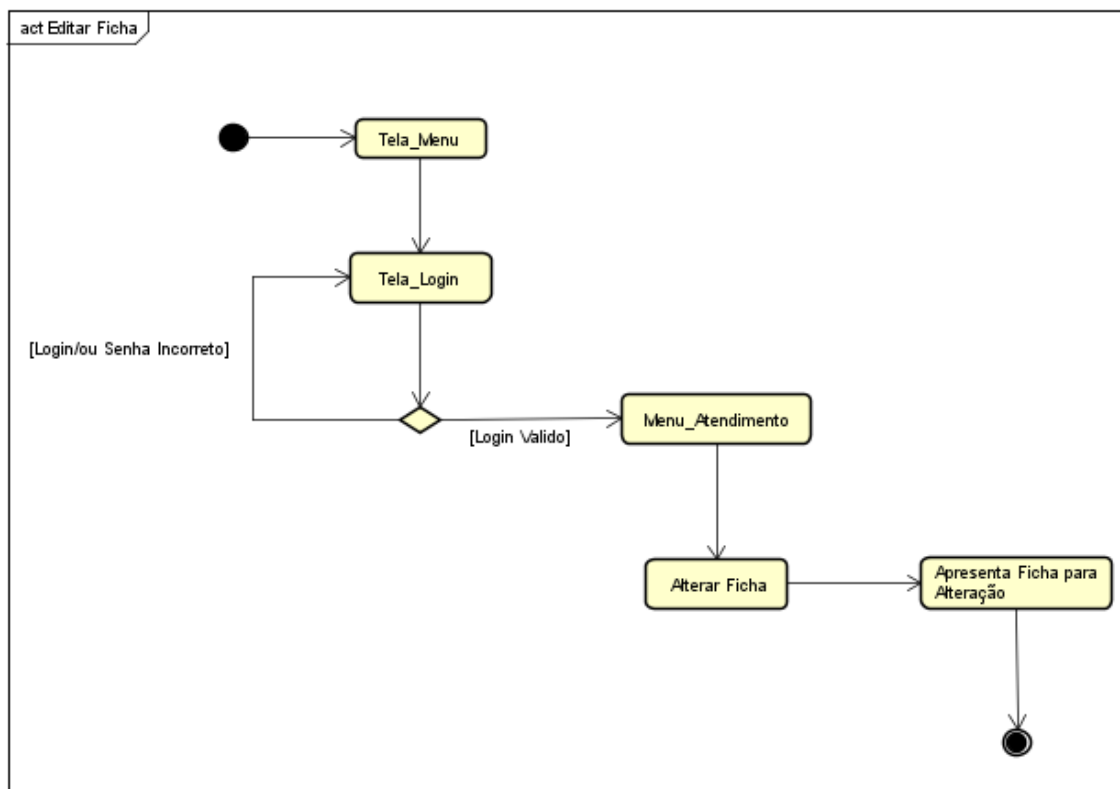 act Editar Ficha
Tela_Menu
Tela_Login
[Login/ou Senha Incorreto]
[Login Valido]
Menu_Atendimento
Alterar Ficha
Apresenta Ficha para
Alteração